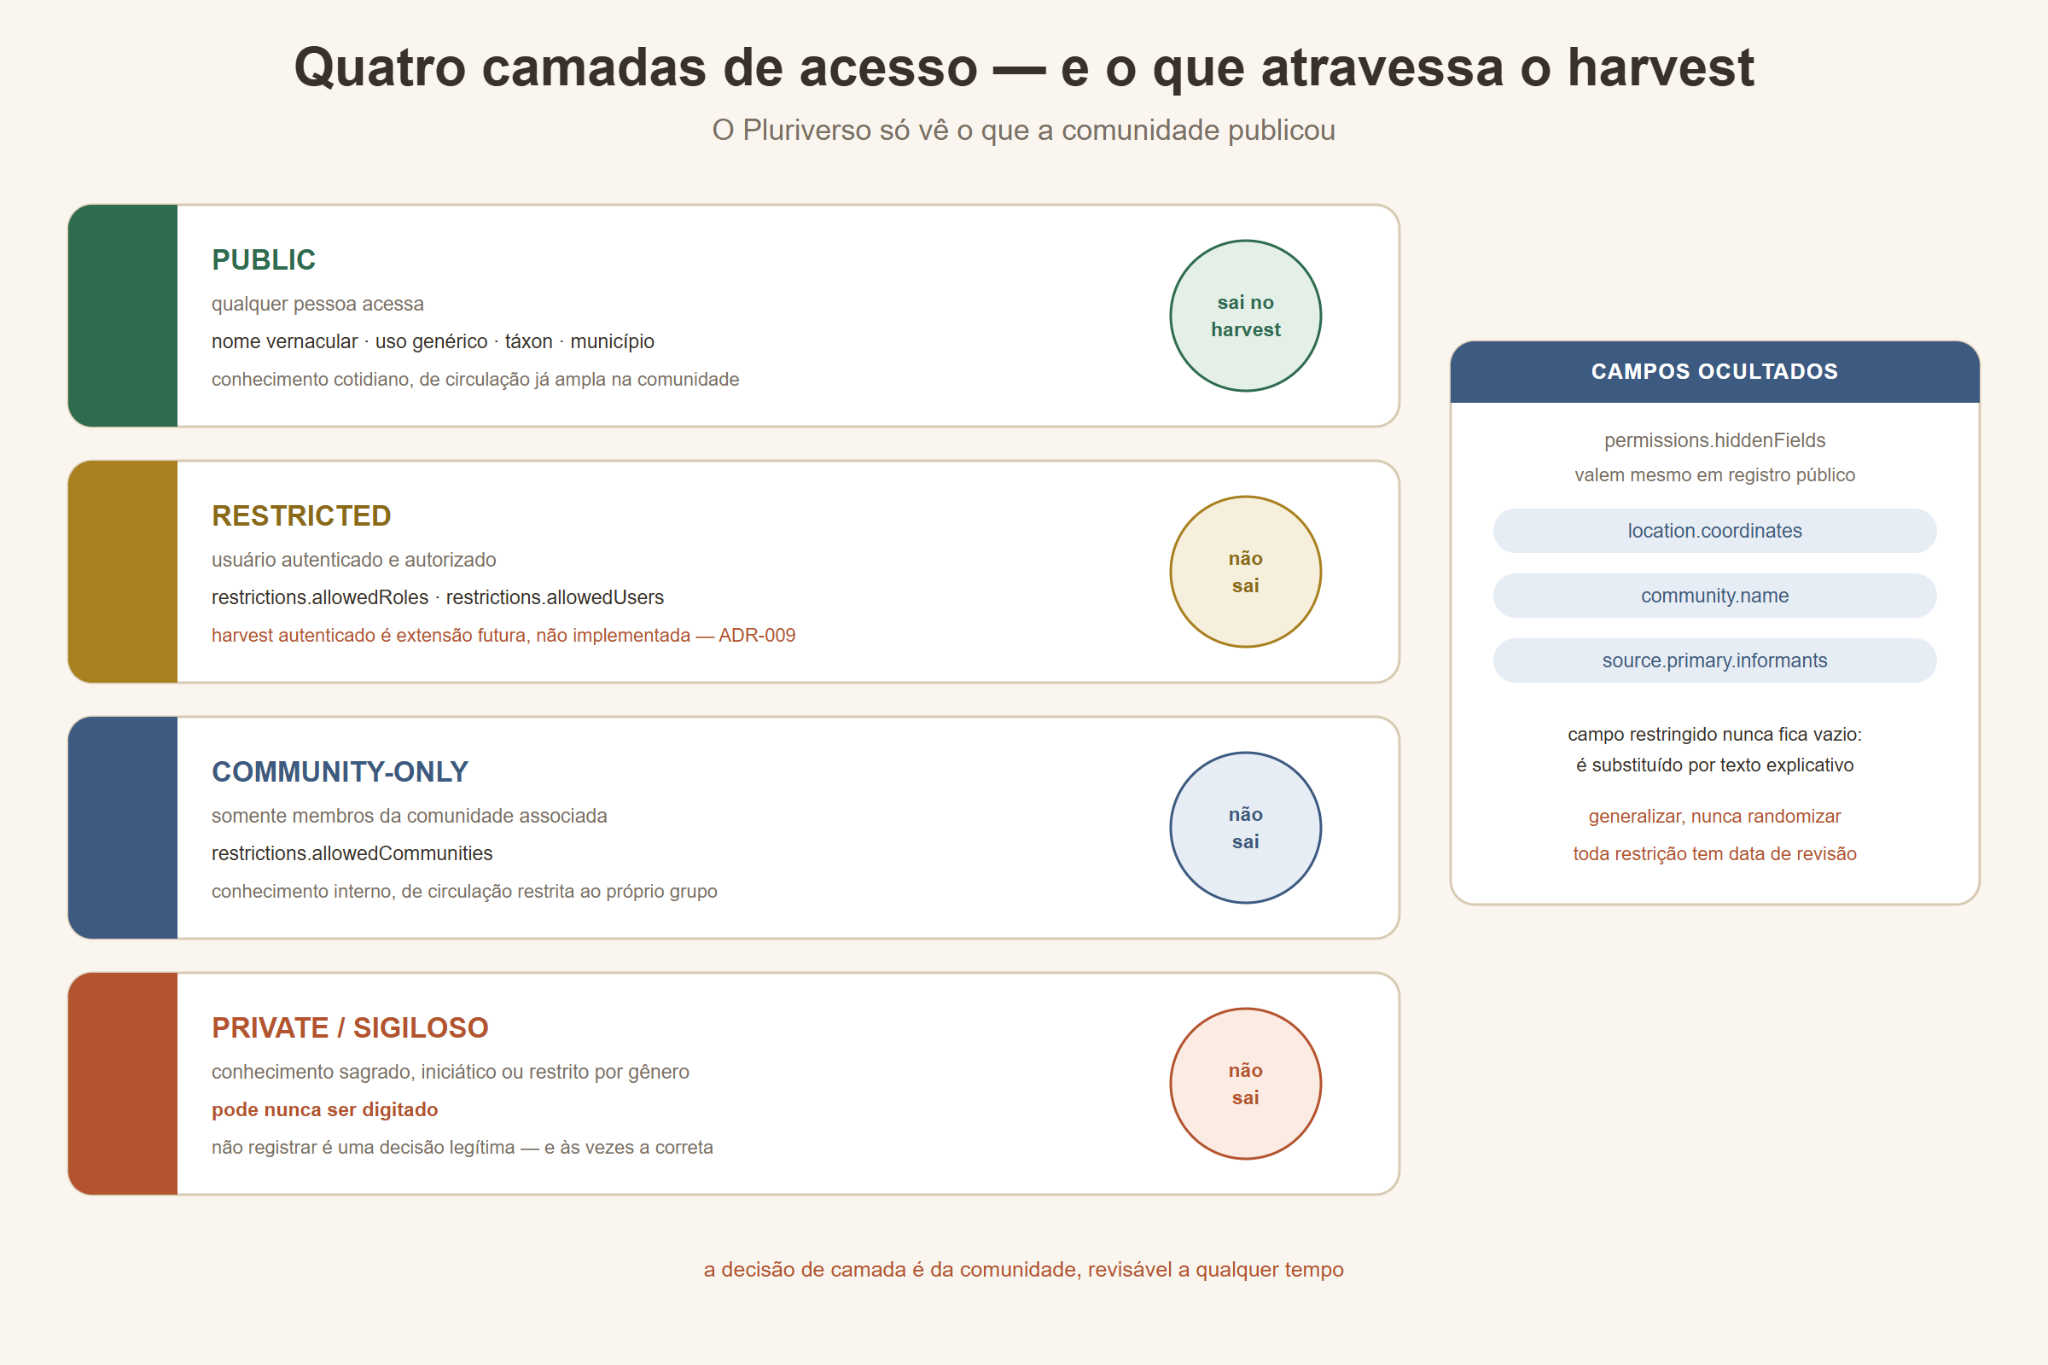 Quatro camadas de acesso — e o que atravessa o harvest
O Pluriverso só vê o que a comunidade publicou
PUBLIC
qualquer pessoa acessa
nome vernacular · uso genérico · táxon · município
conhecimento cotidiano, de circulação já ampla na comunidade
sai no
harvest
RESTRICTED
usuário autenticado e autorizado
restrictions.allowedRoles · restrictions.allowedUsers
harvest autenticado é extensão futura, não implementada — ADR-009
não
sai
COMMUNITY-ONLY
somente membros da comunidade associada
restrictions.allowedCommunities
conhecimento interno, de circulação restrita ao próprio grupo
não
sai
PRIVATE / SIGILOSO
conhecimento sagrado, iniciático ou restrito por gênero
pode nunca ser digitado
não registrar é uma decisão legítima — e às vezes a correta
não
sai
CAMPOS OCULTADOS
permissions.hiddenFields
valem mesmo em registro público
location.coordinates
community.name
source.primary.informants
campo restringido nunca fica vazio:
é substituído por texto explicativo
generalizar, nunca randomizar
toda restrição tem data de revisão
a decisão de camada é da comunidade, revisável a qualquer tempo